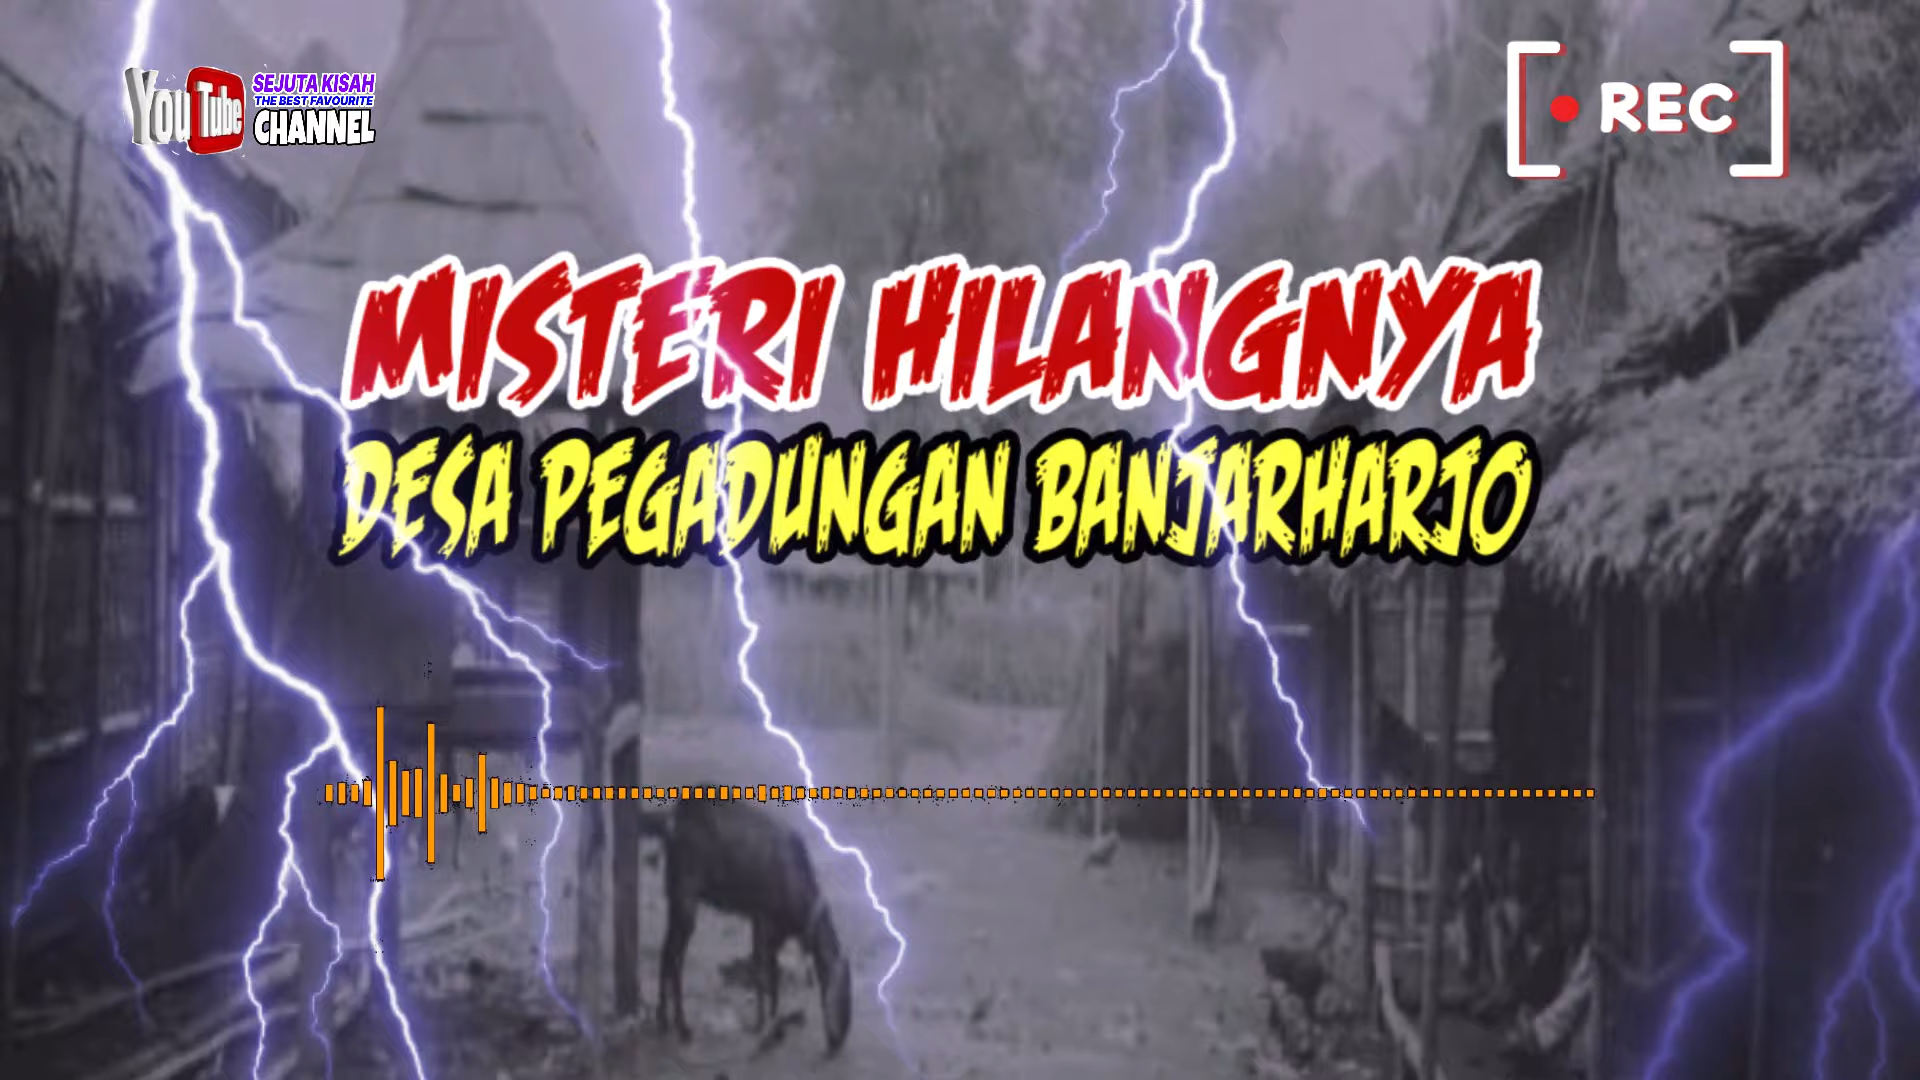 YouTube
SEJUTA KISAH
THE BEST FAVOURITE
CHANNEL
REC
MISTERI HILANGNYA
DESA PEGADUNGAN BANJARHARJO